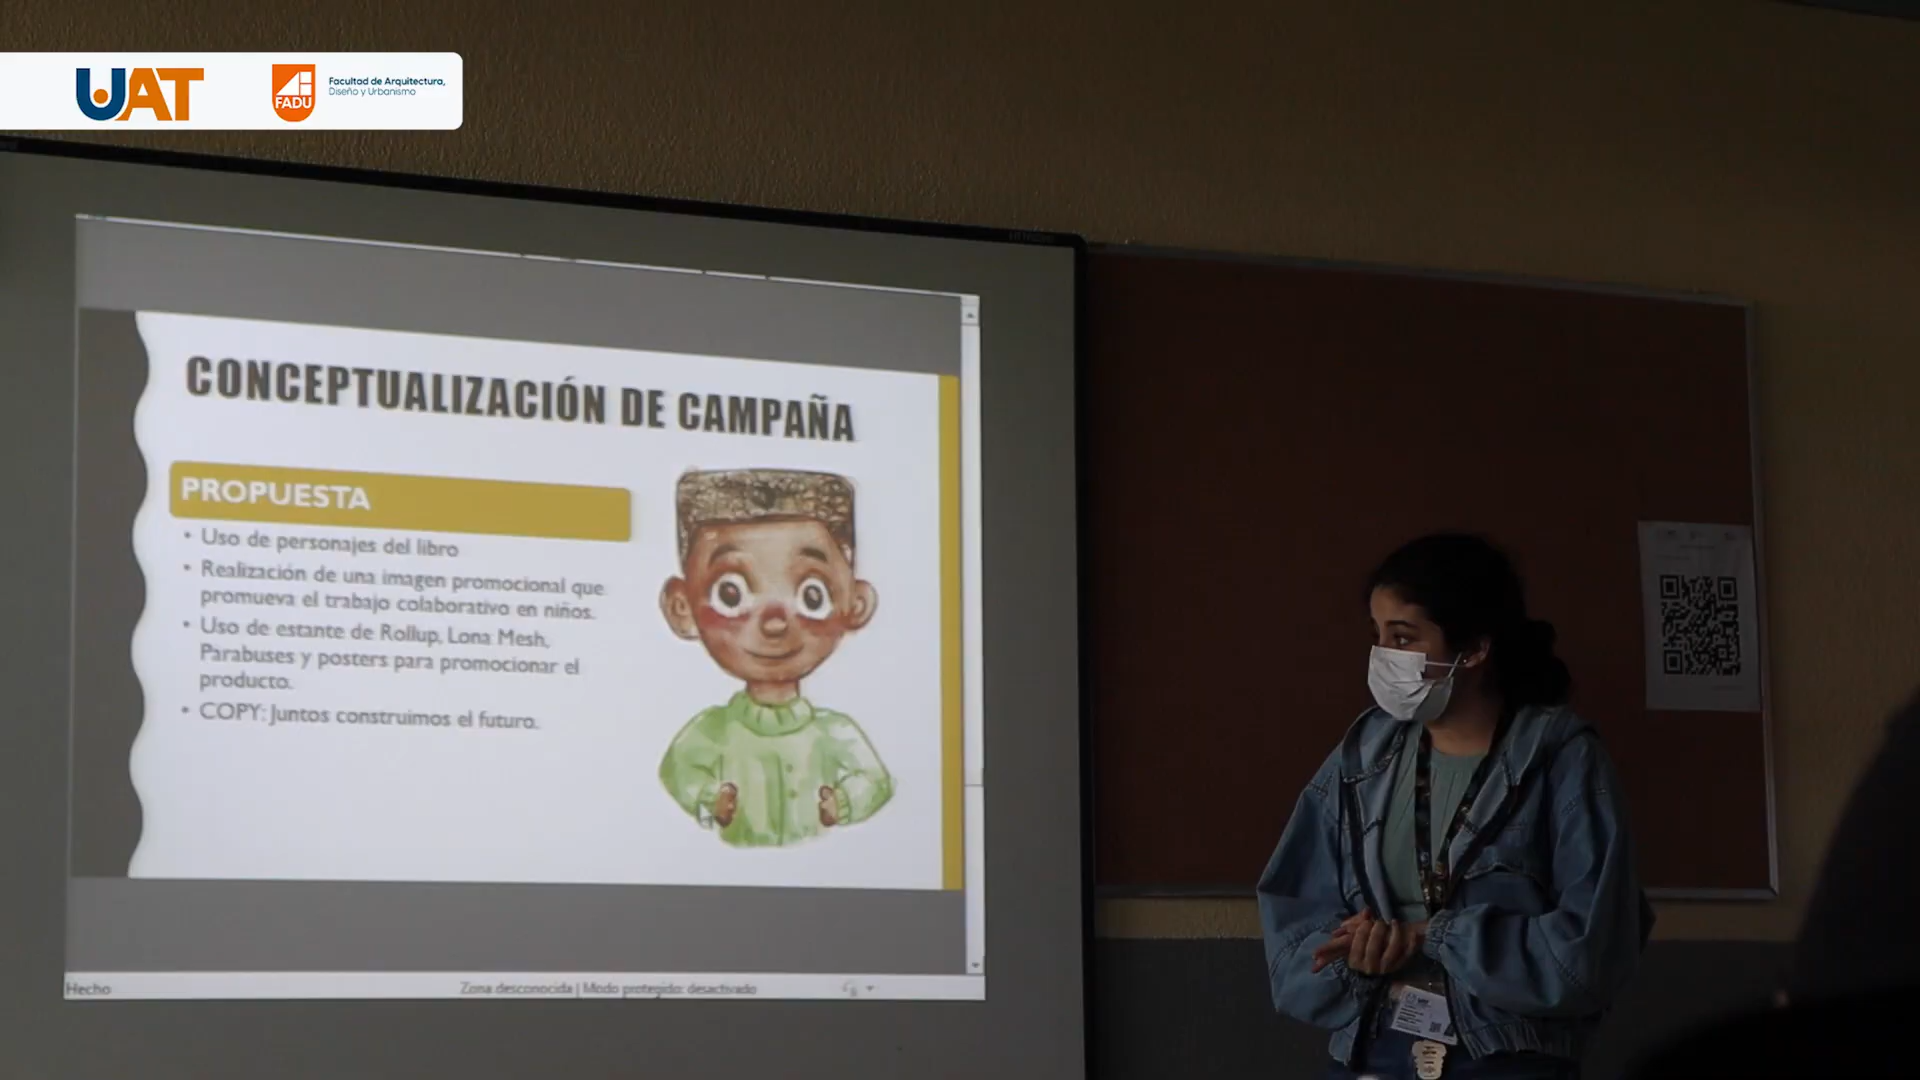 UAT
FADU
Facultad de Arquitectura,
Diseño y Urbanismo
CONCEPTUALIZACIÓN DE CAMPAÑA
PROPUESTA
• Uso de personajes del libro
• Realización de una imagen promocional que
promueva el trabajo colaborativo en niños.
• Uso de estante de Rollup, Lona Mesh,
Parabuses y posters para promocionar el
producto.
• COPY: Juntos construimos el futuro.
Hecho
Zona desconocida | Modo protegido: desactivado